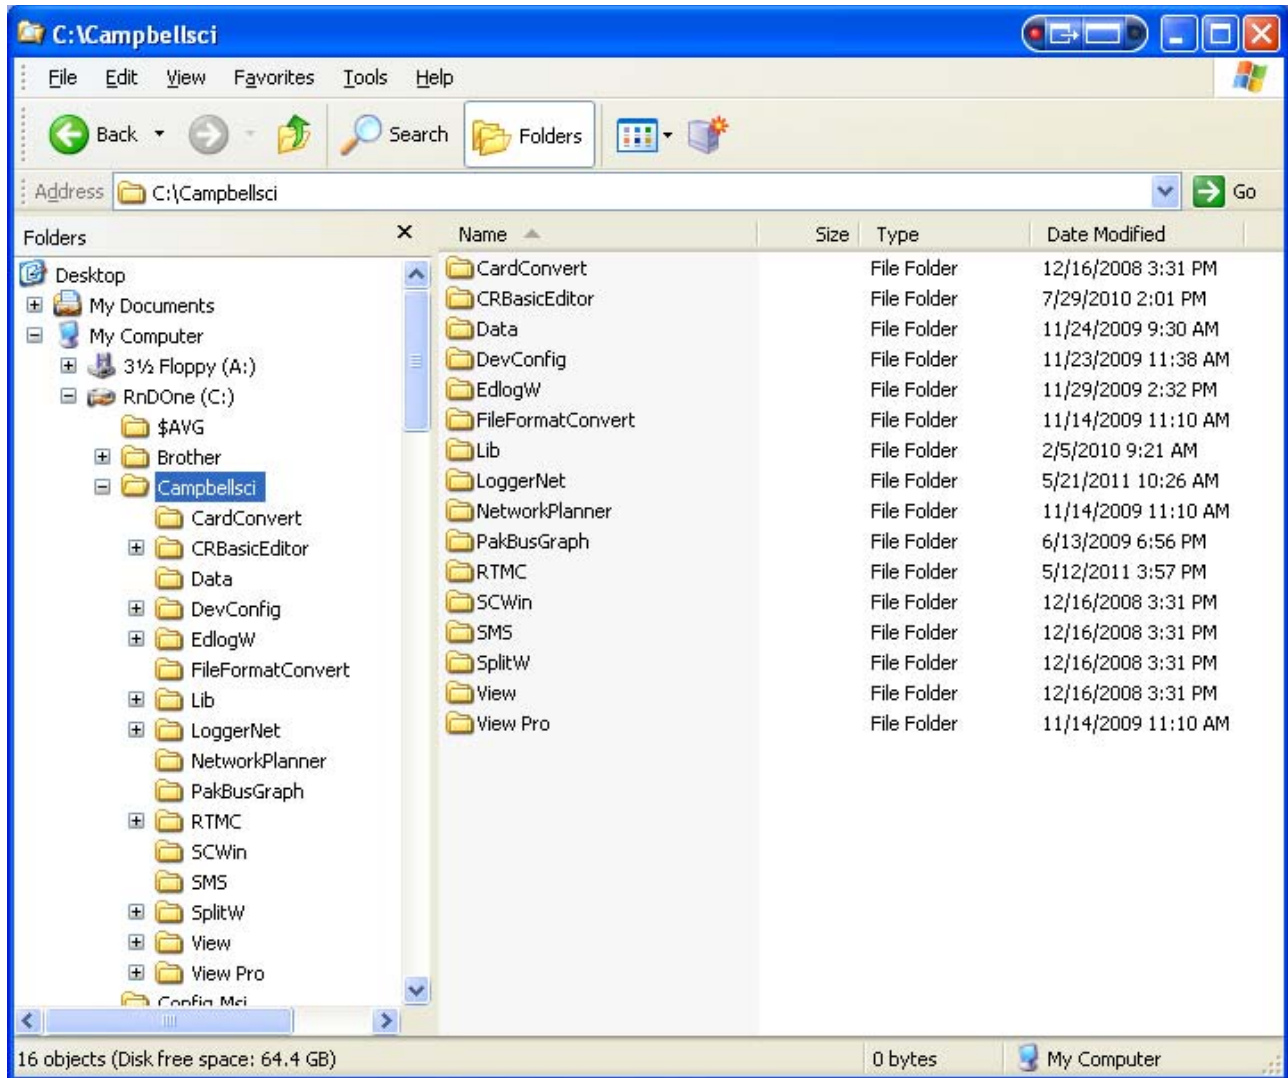 C:\Campbellsci
File Edit View Favorites Tools Help
Back Search Folders
Address C:\Campbellsci Go
Folders
Desktop
My Documents
My Computer
3½ Floppy (A:)
RnDOne (C:)
$AVG
Brother
Campbellsci
CardConvert
CRBasicEditor
Data
DevConfig
EdlogW
FileFormatConvert
Lib
LoggerNet
NetworkPlanner
PakBusGraph
RTMC
SCWin
SMS
SplitW
View
View Pro
Config.Msi
Name Size Type Date Modified
CardConvert File Folder 12/16/2008 3:31 PM
CRBasicEditor File Folder 7/29/2010 2:01 PM
Data File Folder 11/24/2009 9:30 AM
DevConfig File Folder 11/23/2009 11:38 AM
EdlogW File Folder 11/29/2009 2:32 PM
FileFormatConvert File Folder 11/14/2009 11:10 AM
Lib File Folder 2/5/2010 9:21 AM
LoggerNet File Folder 5/21/2011 10:26 AM
NetworkPlanner File Folder 11/14/2009 11:10 AM
PakBusGraph File Folder 6/13/2009 6:56 PM
RTMC File Folder 5/12/2011 3:57 PM
SCWin File Folder 12/16/2008 3:31 PM
SMS File Folder 12/16/2008 3:31 PM
SplitW File Folder 12/16/2008 3:31 PM
View File Folder 12/16/2008 3:31 PM
View Pro File Folder 11/14/2009 11:10 AM
16 objects (Disk free space: 64.4 GB) 0 bytes My Computer